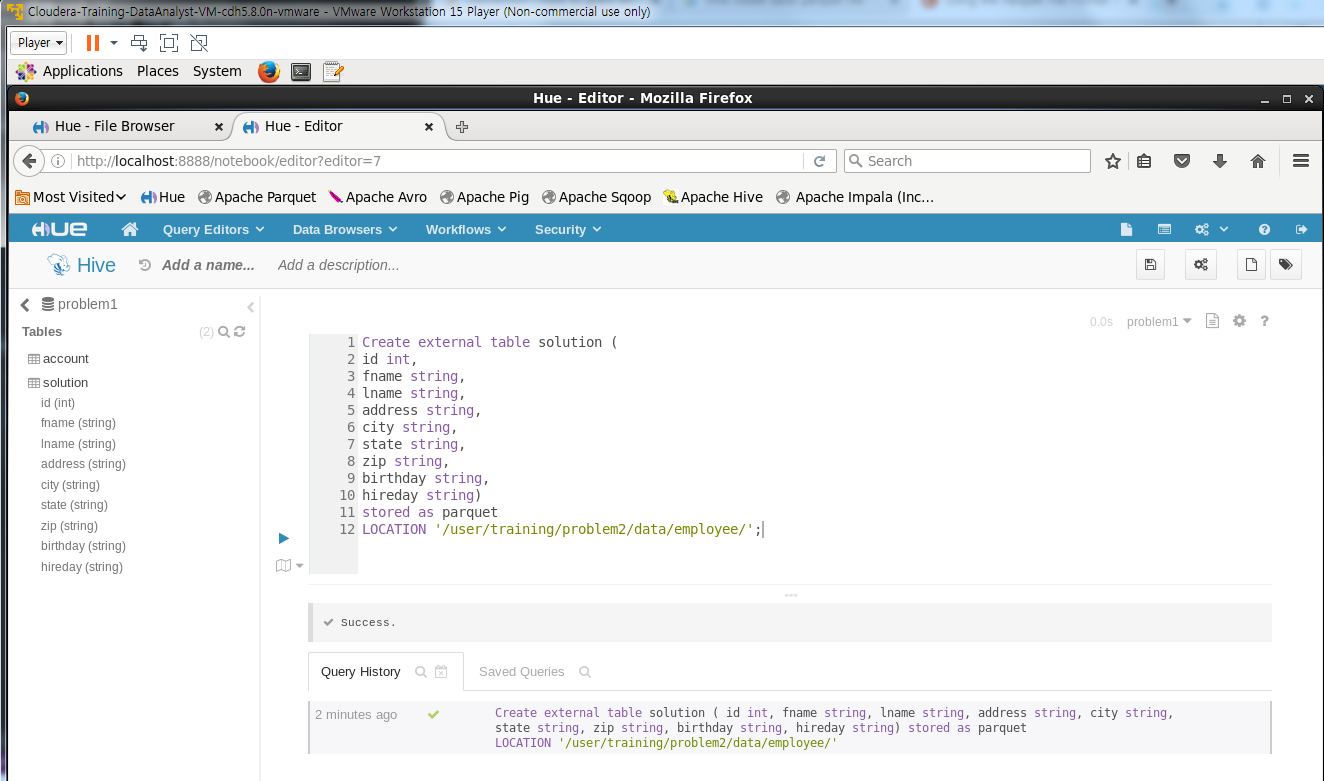 Cloudera-Training-DataAnalyst-VM-cdh5.8.0n-vmware - VMware Workstation 15 Player (Non-commercial use only)
Player
Applications Places System
Hue - Editor - Mozilla Firefox
Hue - File Browser Hue - Editor
http://localhost:8888/notebook/editor?editor=7 Search
Most Visited Hue Apache Parquet Apache Avro Apache Pig Apache Sqoop Apache Hive Apache Impala (Inc...
HUE Query Editors Data Browsers Workflows Security
Hive Add a name... Add a description...
problem1
0.0s problem1 ?
Tables (2)
account
solution
id (int)
fname (string)
lname (string)
address (string)
city (string)
state (string)
zip (string)
birthday (string)
hireday (string)
1 Create external table solution (
2 id int,
3 fname string,
4 lname string,
5 address string,
6 city string,
7 state string,
8 zip string,
9 birthday string,
10 hireday string)
11 stored as parquet
12 LOCATION '/user/training/problem2/data/employee/';
Success.
Query History Saved Queries
2 minutes ago Create external table solution ( id int, fname string, lname string, address string, city string,
state string, zip string, birthday string, hireday string) stored as parquet
LOCATION '/user/training/problem2/data/employee/'